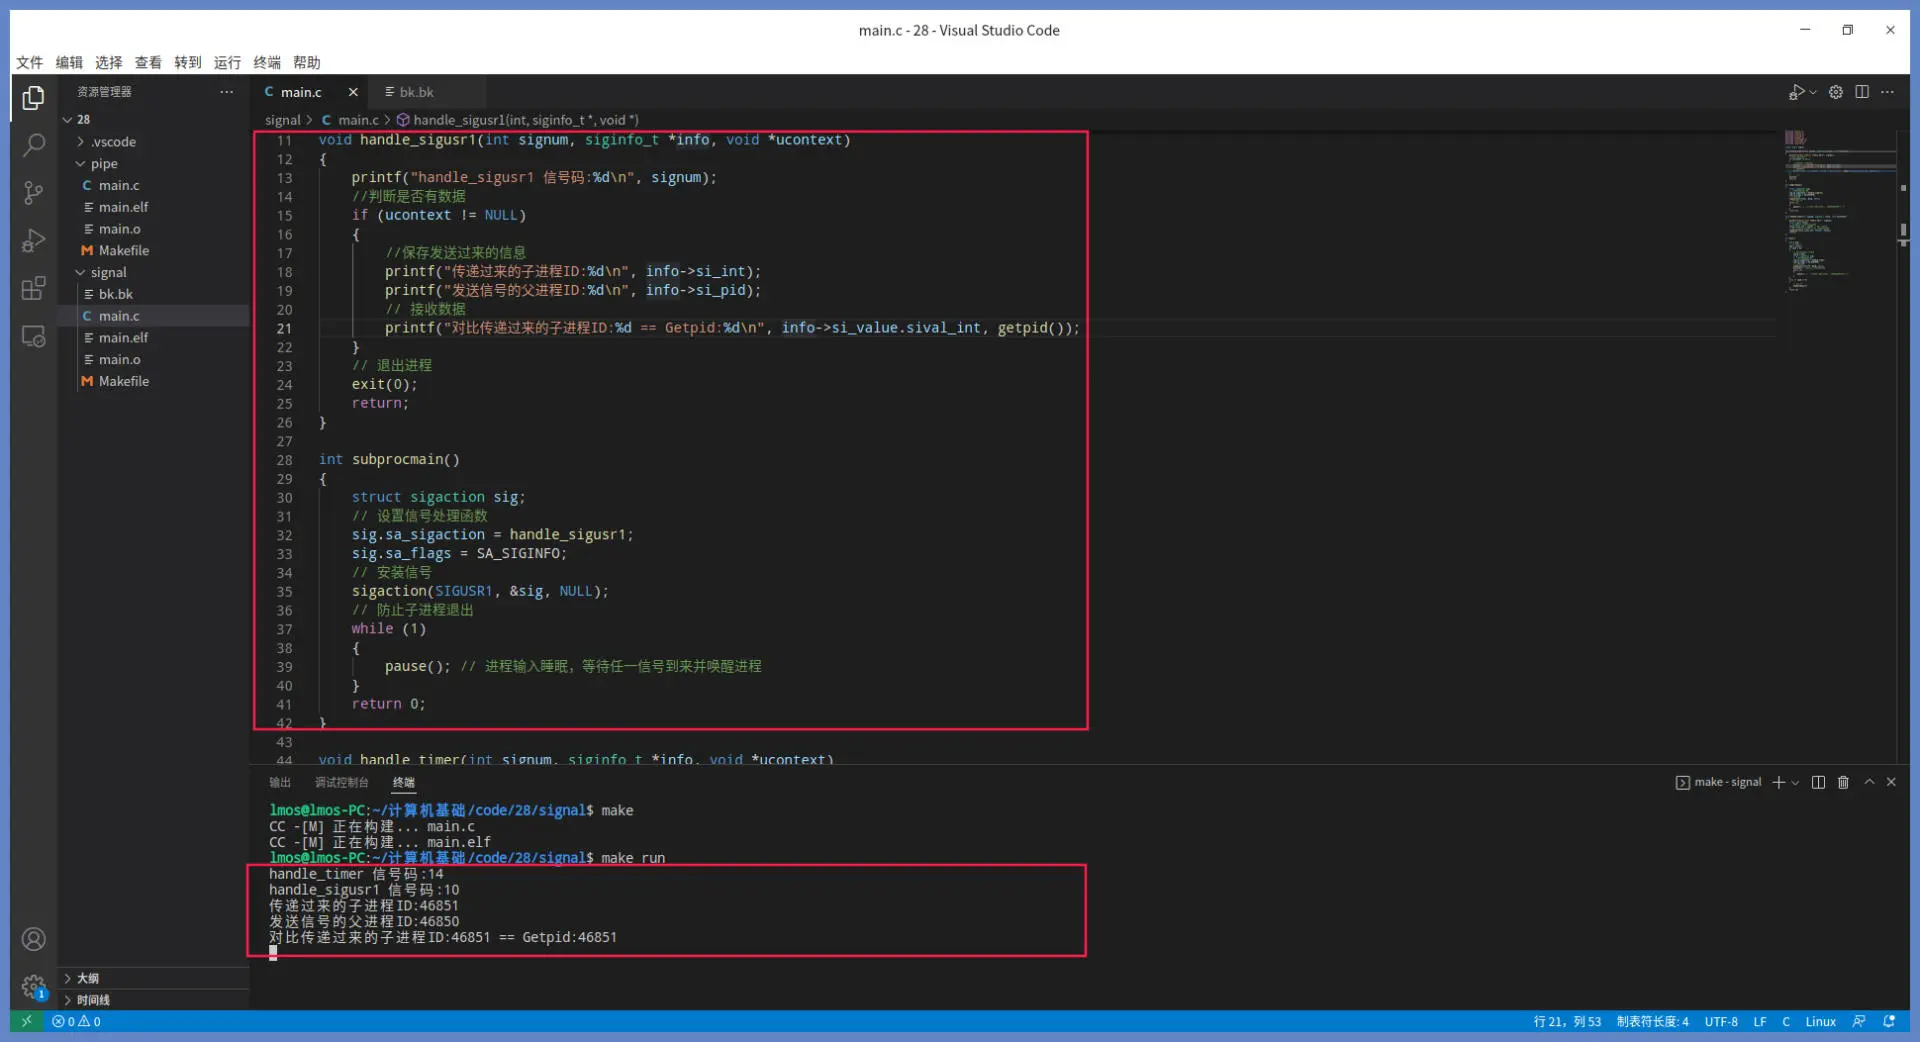 main.c - 28 - Visual Studio Code
文件 编辑 选择 查看 转到 运行 终端 帮助
资源管理器
28
.vscode
pipe
C main.c
main.elf
main.o
M Makefile
signal
bk.bk
C main.c
main.elf
main.o
M Makefile
大纲
时间线
C main.c
bk.bk
signal > C main.c > handle_sigusr1(int, siginfo_t *, void *)
11 void handle_sigusr1(int signum, siginfo_t *info, void *ucontext)
12 {
13 printf("handle_sigusr1 信号码:%d\n", signum);
14 //判断是否有数据
15 if (ucontext != NULL)
16 {
17 //保存发送过来的信息
18 printf("传递过来的子进程ID:%d\n", info->si_int);
19 printf("发送信号的父进程ID:%d\n", info->si_pid);
20 // 接收数据
21 printf("对比传递过来的子进程ID:%d == Getpid:%d\n", info->si_value.sival_int, getpid());
22 }
23 // 退出进程
24 exit(0);
25 return;
26 }
27
28 int subprocmain()
29 {
30 struct sigaction sig;
31 // 设置信号处理函数
32 sig.sa_sigaction = handle_sigusr1;
33 sig.sa_flags = SA_SIGINFO;
34 // 安装信号
35 sigaction(SIGUSR1, &sig, NULL);
36 // 防止子进程退出
37 while (1)
38 {
39 pause(); // 进程输入睡眠，等待任一信号到来并唤醒进程
40 }
41 return 0;
42 }
43
44 void handle_timer(int signum, siginfo_t *info, void *ucontext)
输出 调试控制台 终端
make - signal
lmos@lmos-PC:~/计算机基础/code/28/signal$ make
CC -[M] 正在构建... main.c
CC -[M] 正在构建... main.elf
lmos@lmos-PC:~/计算机基础/code/28/signal$ make run
handle_timer 信号码:14
handle_sigusr1 信号码:10
传递过来的子进程ID:46851
发送信号的父进程ID:46850
对比传递过来的子进程ID:46851 == Getpid:46851
1
0 0
行 21，列 53 制表符长度: 4 UTF-8 LF C Linux